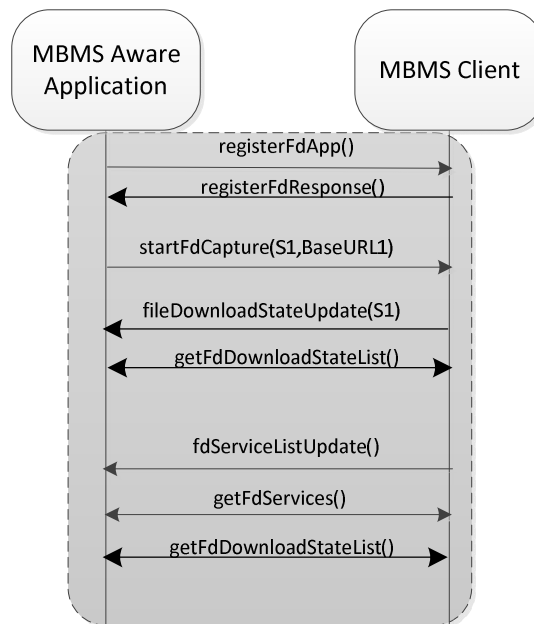 MBMS Aware
Application
MBMS Client
registerFdApp()
registerFdResponse()
startFdCapture(S1,BaseURL1)
fileDownloadStateUpdate(S1)
getFdDownloadStateList()
fdServiceListUpdate()
getFdServices()
getFdDownloadStateList()